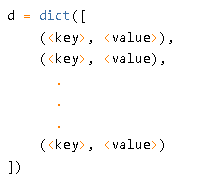 d = dict([
(<key>, <value>),
(<key>, <value),
.
.
.
(<key>, <value>)
])